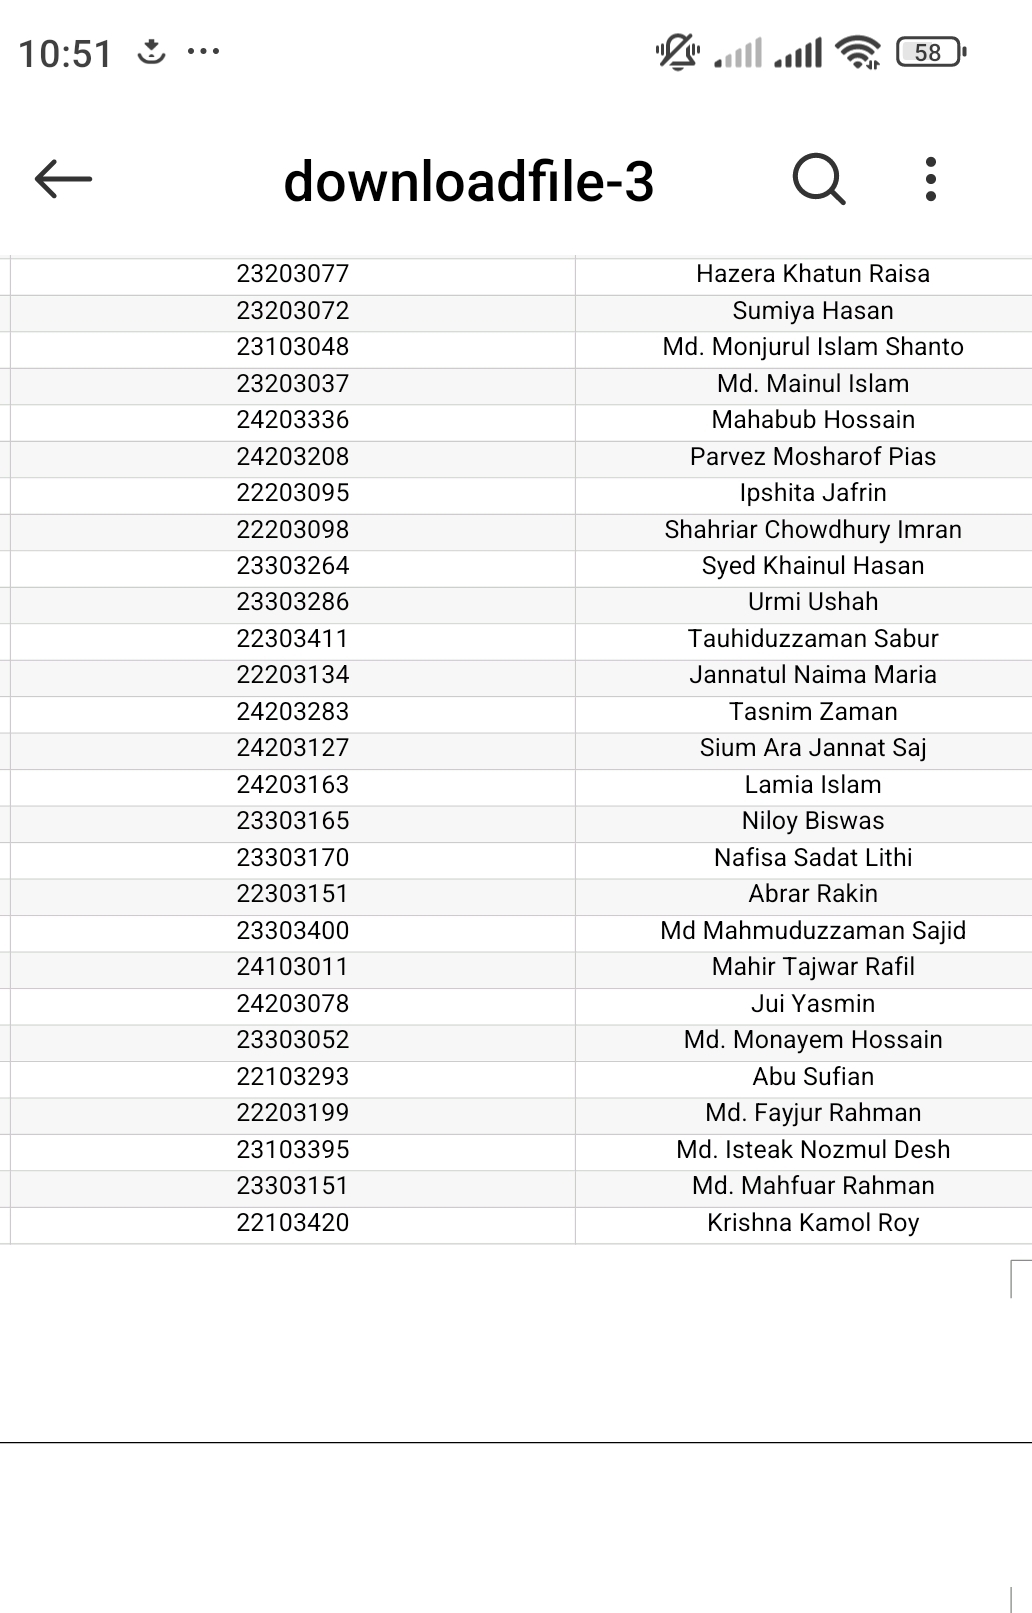 10:51 58
downloadfile-3
23203077 Hazera Khatun Raisa
23203072 Sumiya Hasan
23103048 Md. Monjurul Islam Shanto
23203037 Md. Mainul Islam
24203336 Mahabub Hossain
24203208 Parvez Mosharof Pias
22203095 Ipshita Jafrin
22203098 Shahriar Chowdhury Imran
23303264 Syed Khainul Hasan
23303286 Urmi Ushah
22303411 Tauhiduzzaman Sabur
22203134 Jannatul Naima Maria
24203283 Tasnim Zaman
24203127 Sium Ara Jannat Saj
24203163 Lamia Islam
23303165 Niloy Biswas
23303170 Nafisa Sadat Lithi
22303151 Abrar Rakin
23303400 Md Mahmuduzzaman Sajid
24103011 Mahir Tajwar Rafil
24203078 Jui Yasmin
23303052 Md. Monayem Hossain
22103293 Abu Sufian
22203199 Md. Fayjur Rahman
23103395 Md. Isteak Nozmul Desh
23303151 Md. Mahfuar Rahman
22103420 Krishna Kamol Roy